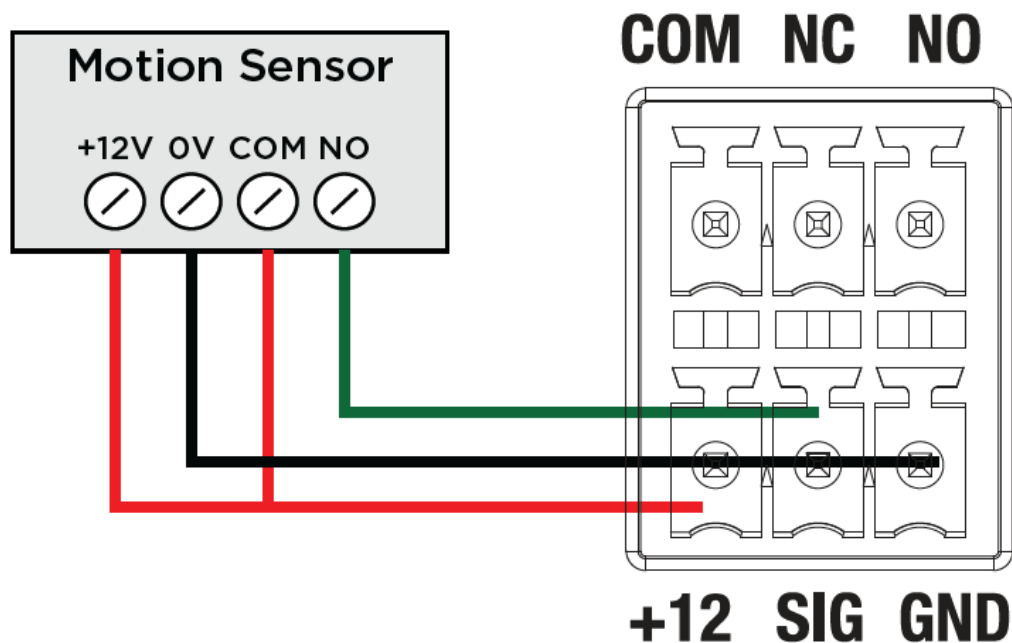 Motion Sensor
+12V 0V COM NO
COM NC NO
+12 SIG GND